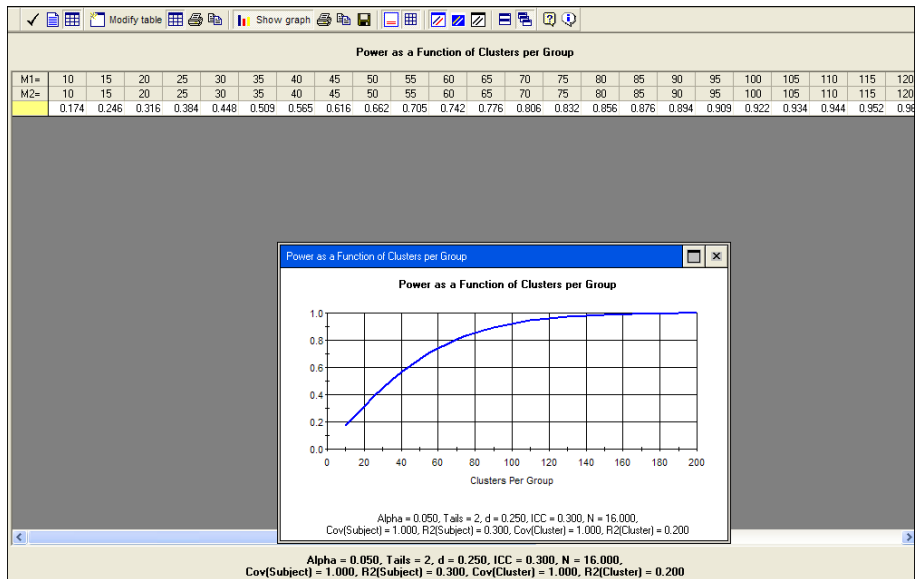 Modify table Show graph
Power as a Function of Clusters per Group
M1= 10 15 20 25 30 35 40 45 50 55 60 65 70 75 80 85 90 95 100 105 110 115 120
M2= 10 15 20 25 30 35 40 45 50 55 60 65 70 75 80 85 90 95 100 105 110 115 120
0.174 0.246 0.316 0.384 0.448 0.509 0.565 0.616 0.662 0.705 0.742 0.776 0.806 0.832 0.856 0.876 0.894 0.909 0.922 0.934 0.944 0.952
Power as a Function of Clusters per Group
Power as a Function of Clusters per Group
1.0
0.8
0.6
0.4
0.2
0.0
0 20 40 60 80 100 120 140 160 180 200
Clusters Per Group
Alpha = 0.050, Tails = 2, d = 0.250, ICC = 0.300, N = 16.000,
Cov(Subject) = 1.000, R2(Subject) = 0.300, Cov(Cluster) = 1.000, R2(Cluster) = 0.200
Alpha = 0.050, Tails = 2, d = 0.250, ICC = 0.300, N = 16.000,
Cov(Subject) = 1.000, R2(Subject) = 0.300, Cov(Cluster) = 1.000, R2(Cluster) = 0.200